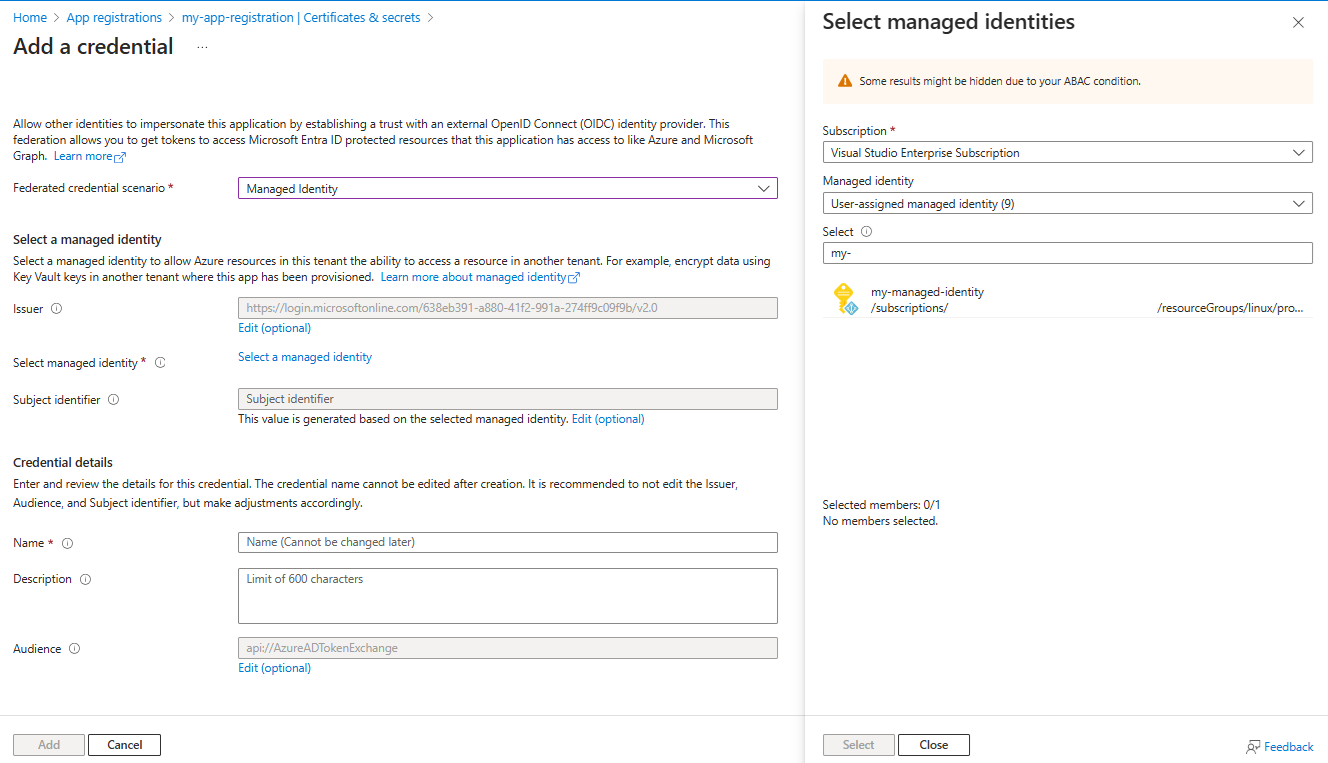 Home > App registrations > my-app-registration | Certificates & secrets >
Add a credential ...
Allow other identities to impersonate this application by establishing a trust with an external OpenID Connect (OIDC) identity provider. This
federation allows you to get tokens to access Microsoft Entra ID protected resources that this application has access to like Azure and Microsoft
Graph. Learn more
Federated credential scenario *
Managed Identity
Select a managed identity
Select a managed identity to allow Azure resources in this tenant the ability to access a resource in another tenant. For example, encrypt data using
Key Vault keys in another tenant where this app has been provisioned. Learn more about managed identity
Issuer
https://login.microsoftonline.com/638eb391-a880-41f2-991a-274ff9c09f9b/v2.0
Edit (optional)
Select managed identity *
Select a managed identity
Subject identifier
Subject identifier
This value is generated based on the selected managed identity. Edit (optional)
Credential details
Enter and review the details for this credential. The credential name cannot be edited after creation. It is recommended to not edit the Issuer,
Audience, and Subject identifier, but make adjustments accordingly.
Name *
Name (Cannot be changed later)
Description
Limit of 600 characters
Audience
api://AzureADTokenExchange
Edit (optional)
Add
Cancel
Select managed identities
Some results might be hidden due to your ABAC condition.
Subscription *
Visual Studio Enterprise Subscription
Managed identity
User-assigned managed identity (9)
Select
my-
my-managed-identity
/subscriptions/ /resourceGroups/linux/pro...
Selected members: 0/1
No members selected.
Select
Close
Feedback